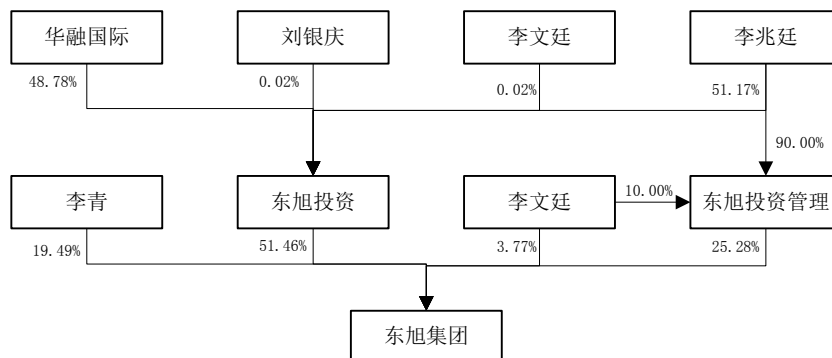 华融国际
刘银庆
李文廷
李兆廷
48.78%
0.02%
0.02%
51.17%
90.00%
李青
东旭投资
李文廷
10.00%
东旭投资管理
19.49%
51.46%
3.77%
25.28%
东旭集团